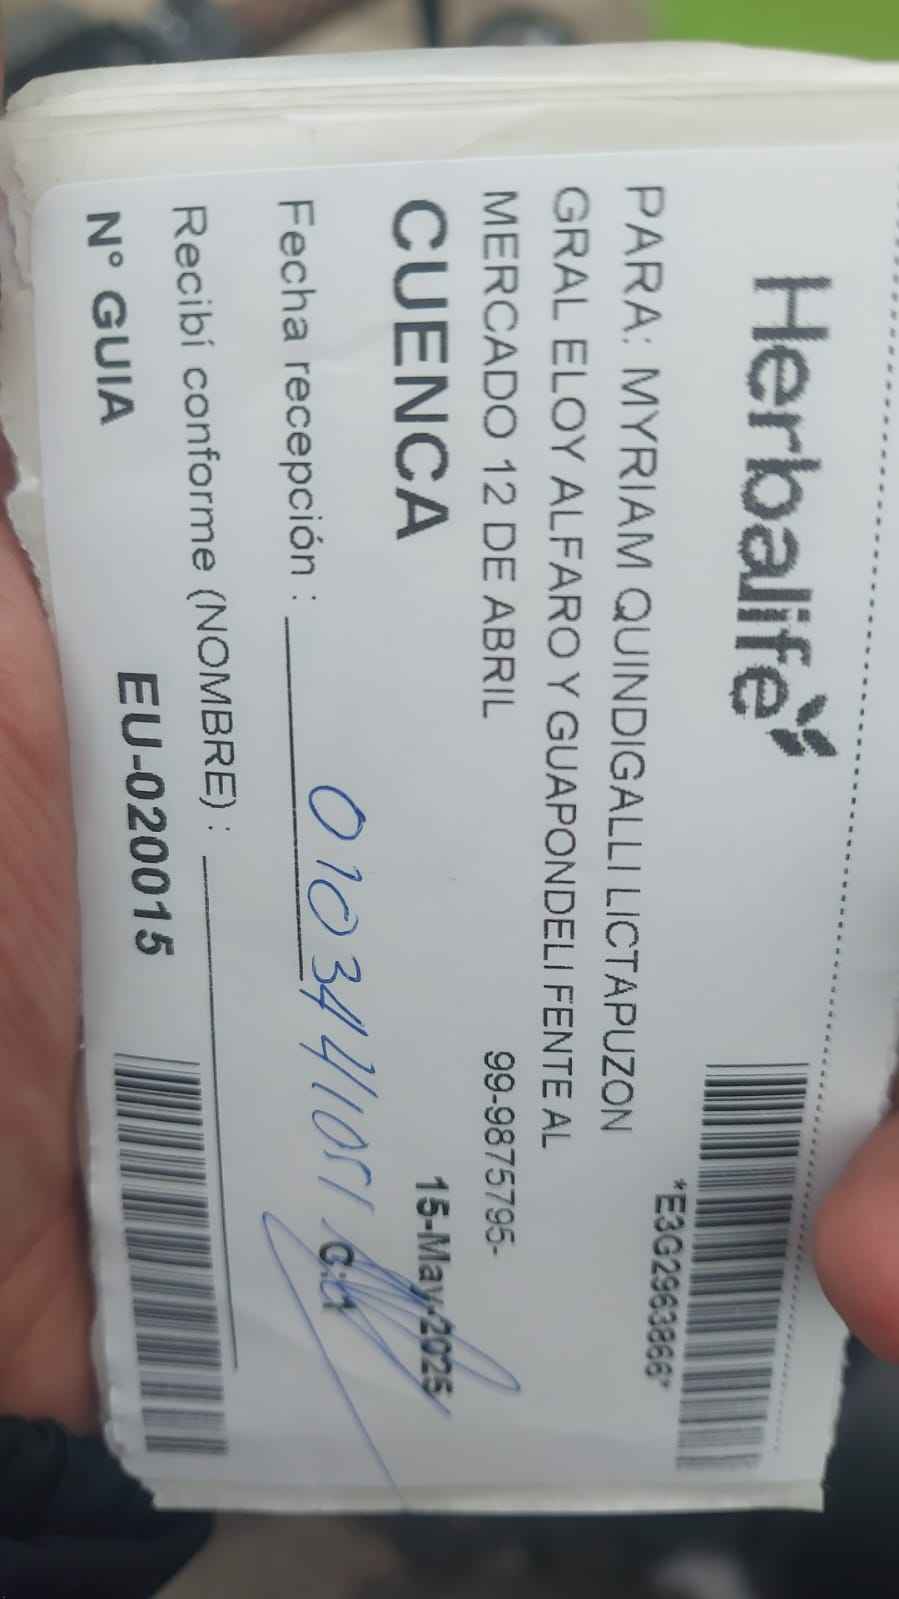 Herbalife
*E3G2963866*
PARA: MYRIAM QUINDIGALLI LICTAPUZON
GRAL ELOY ALFARO Y GUAPONDELI FENTE AL
MERCADO 12 DE ABRIL 99-9875795-
CUENCA 15-May-2025
Fecha recepción :
C:1
Recibí conforme (NOMBRE) :
Nº GUIA EU-020015